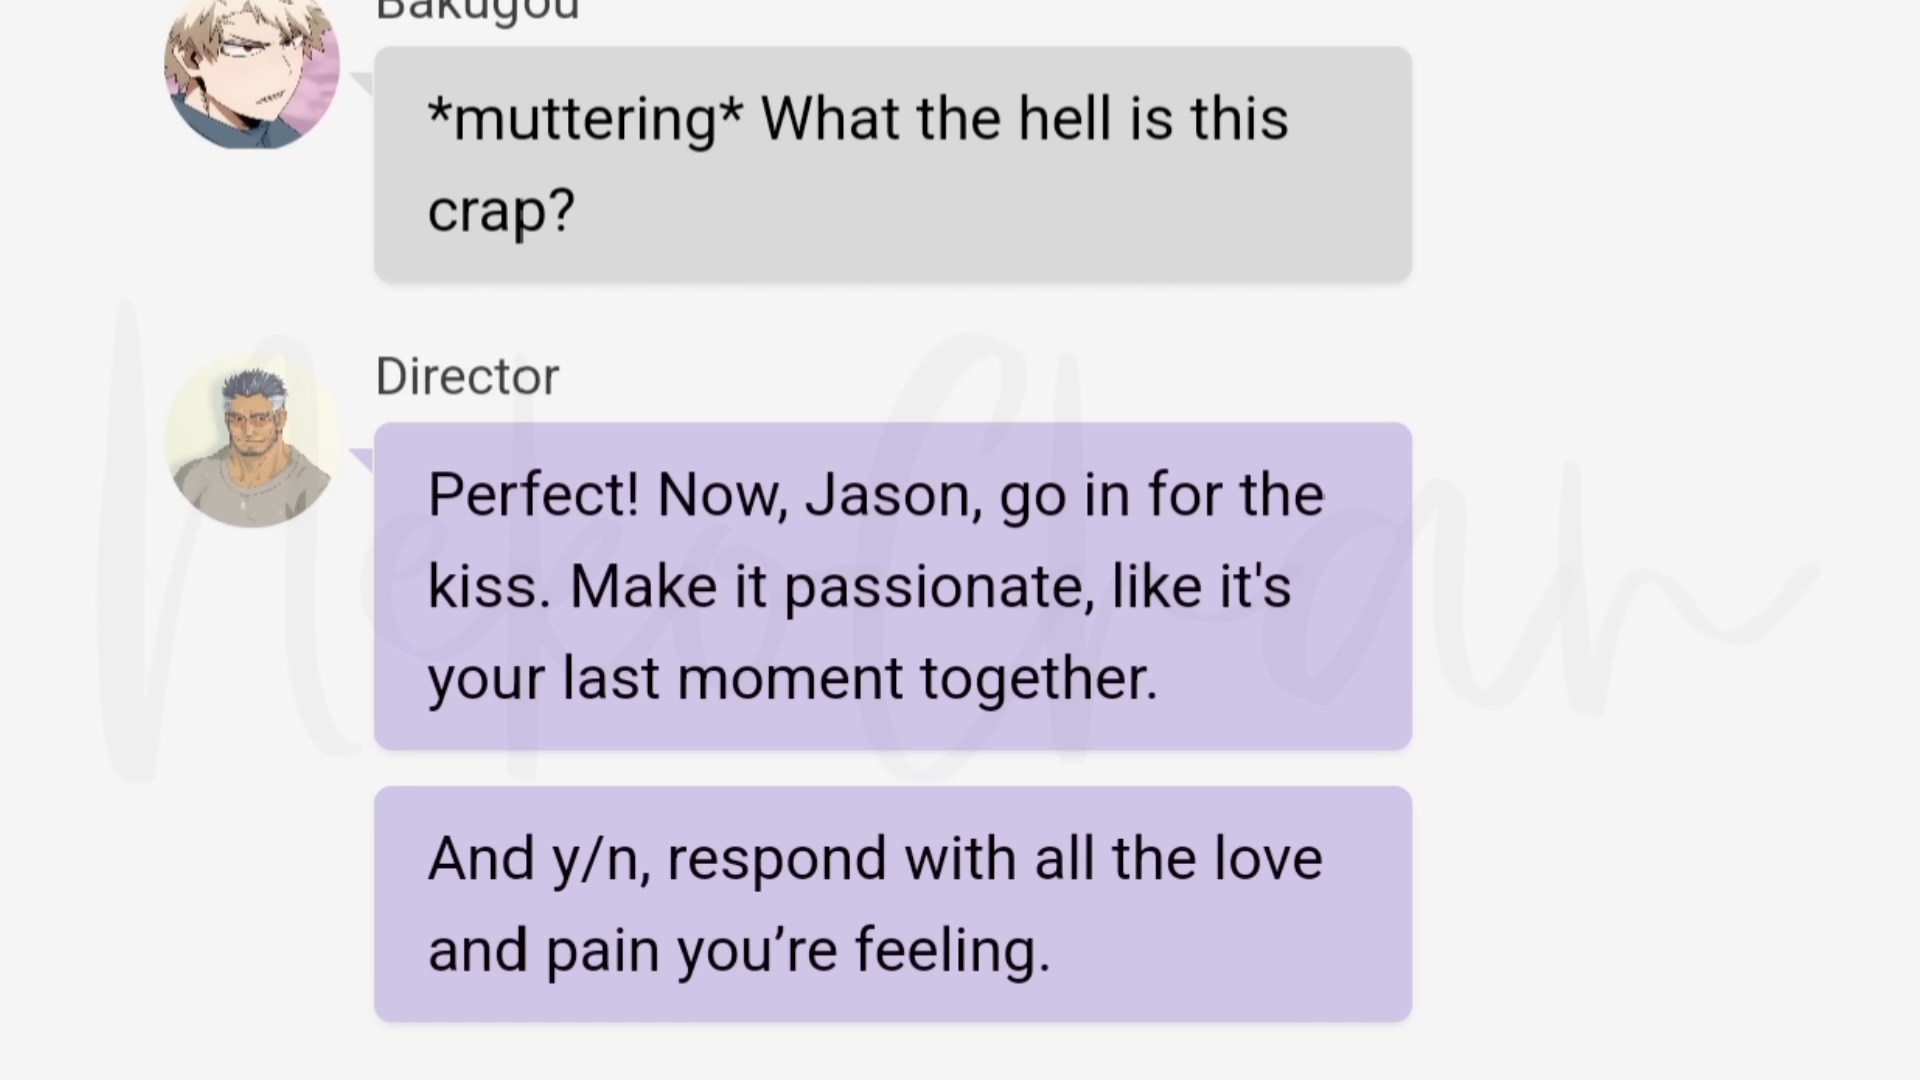 Bakugou
*muttering* What the hell is this
crap?
Director
Perfect! Now, Jason, go in for the
kiss. Make it passionate, like it's
your last moment together.
And y/n, respond with all the love
and pain you’re feeling.